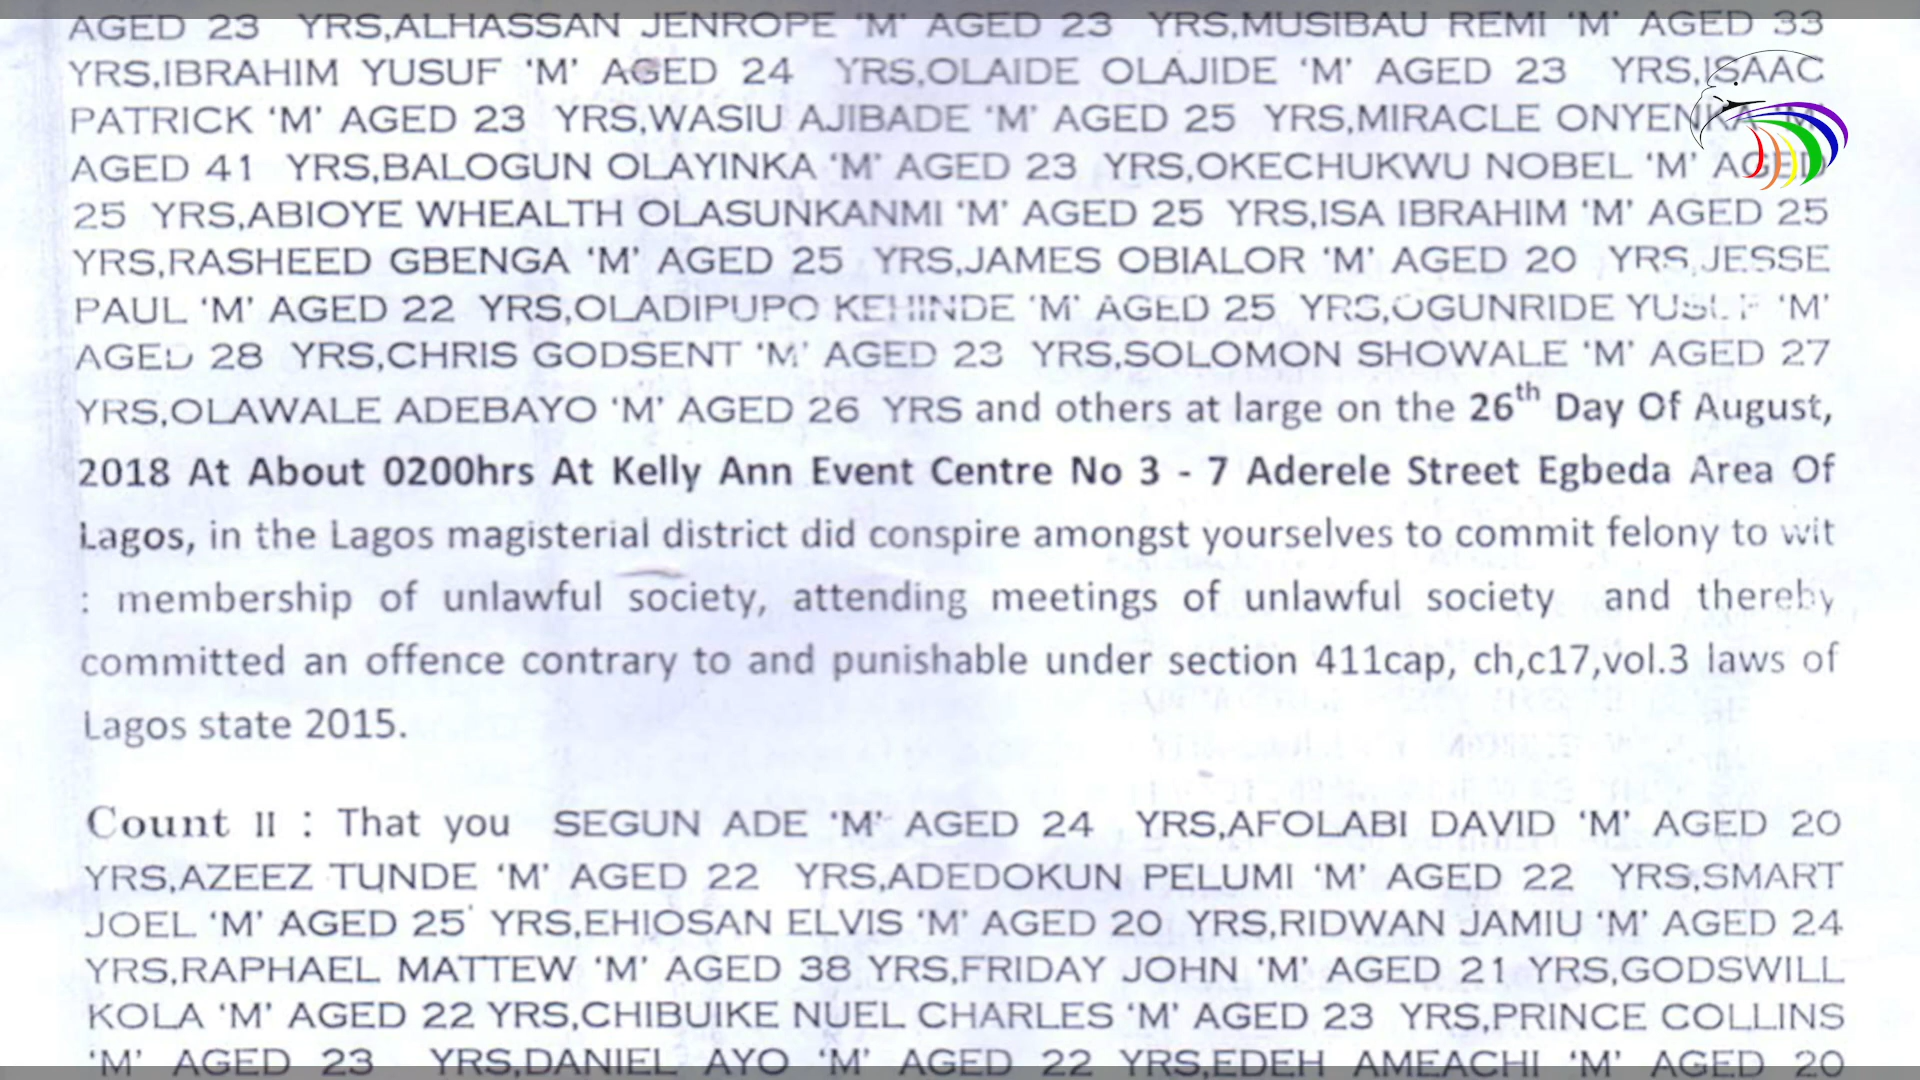 AGED 23 YRS,ALHASSAN JENROPE 'M' AGED 23 YRS,MUSIBAU REMI 'M' AGED 33
YRS,IBRAHIM YUSUF 'M' AGED 24 YRS,OLAIDE OLAJIDE 'M' AGED 23 YRS,ISAAC
PATRICK 'M' AGED 23 YRS,WASIU AJIBADE 'M' AGED 25 YRS,MIRACLE ONYENKA 'M'
AGED 41 YRS,BALOGUN OLAYINKA 'M' AGED 23 YRS,OKECHUKWU NOBEL 'M' AGED
25 YRS,ABIOYE WHEALTH OLASUNKANMI 'M' AGED 25 YRS,ISA IBRAHIM 'M' AGED 25
YRS,RASHEED GBENGA 'M' AGED 25 YRS,JAMES OBIALOR 'M' AGED 20 YRS,JESSE
PAUL 'M' AGED 22 YRS,OLADIPUPO KEHINDE 'M' AGED 25 YRS,OGUNRIDE YUSUF 'M'
AGED 28 YRS,CHRIS GODSENT 'M' AGED 23 YRS,SOLOMON SHOWALE 'M' AGED 27
YRS,OLAWALE ADEBAYO 'M' AGED 26 YRS and others at large on the 26th Day Of August,
2018 At About 0200hrs At Kelly Ann Event Centre No 3 - 7 Aderele Street Egbeda Area Of
Lagos, in the Lagos magisterial district did conspire amongst yourselves to commit felony to wit
: membership of unlawful society, attending meetings of unlawful society and thereby
committed an offence contrary to and punishable under section 411cap, ch,c17,vol.3 laws of
Lagos state 2015.
Count II : That you SEGUN ADE 'M' AGED 24 YRS,AFOLABI DAVID 'M' AGED 20
YRS,AZEEZ TUNDE 'M' AGED 22 YRS,ADEDOKUN PELUMI 'M' AGED 22 YRS,SMART
JOEL 'M' AGED 25 YRS,EHIOSAN ELVIS 'M' AGED 20 YRS,RIDWAN JAMIU 'M' AGED 24
YRS,RAPHAEL MATTEW 'M' AGED 38 YRS,FRIDAY JOHN 'M' AGED 21 YRS,GODSWILL
KOLA 'M' AGED 22 YRS,CHIBUIKE NUEL CHARLES 'M' AGED 23 YRS,PRINCE COLLINS
'M' AGED 23 YRS,DANIEL AYO 'M' AGED 22 YRS,EDEH AMEACHI 'M' AGED 20